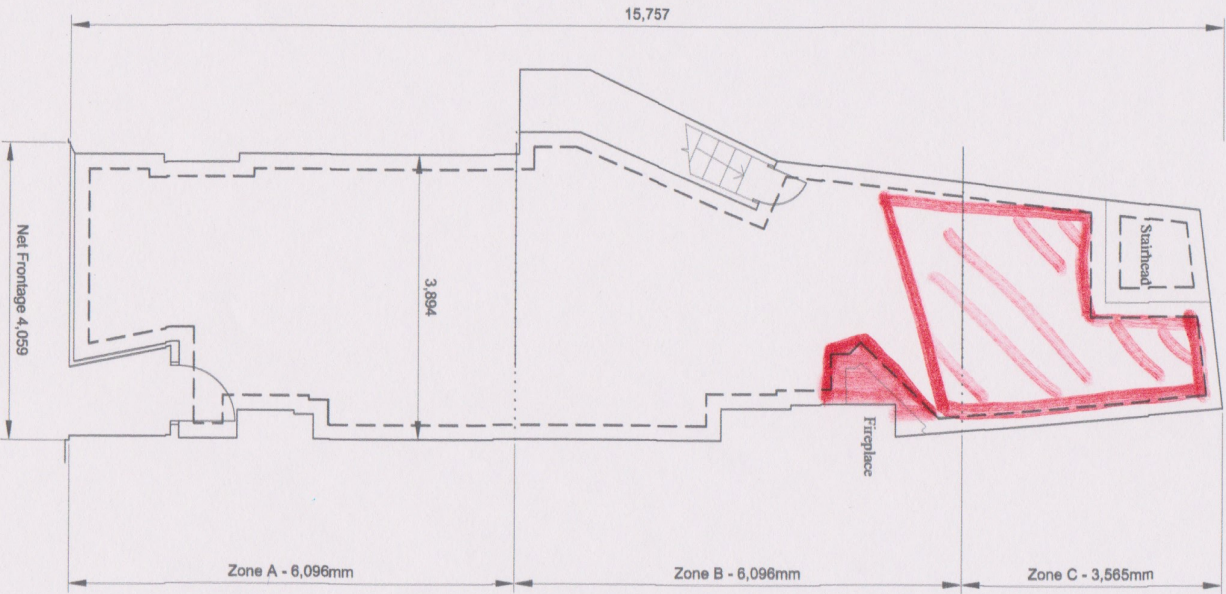 15,757
Net Frontage 4,059
3,894
Stairhead
Fireplace
Zone A - 6,096mm
Zone B - 6,096mm
Zone C - 3,565mm